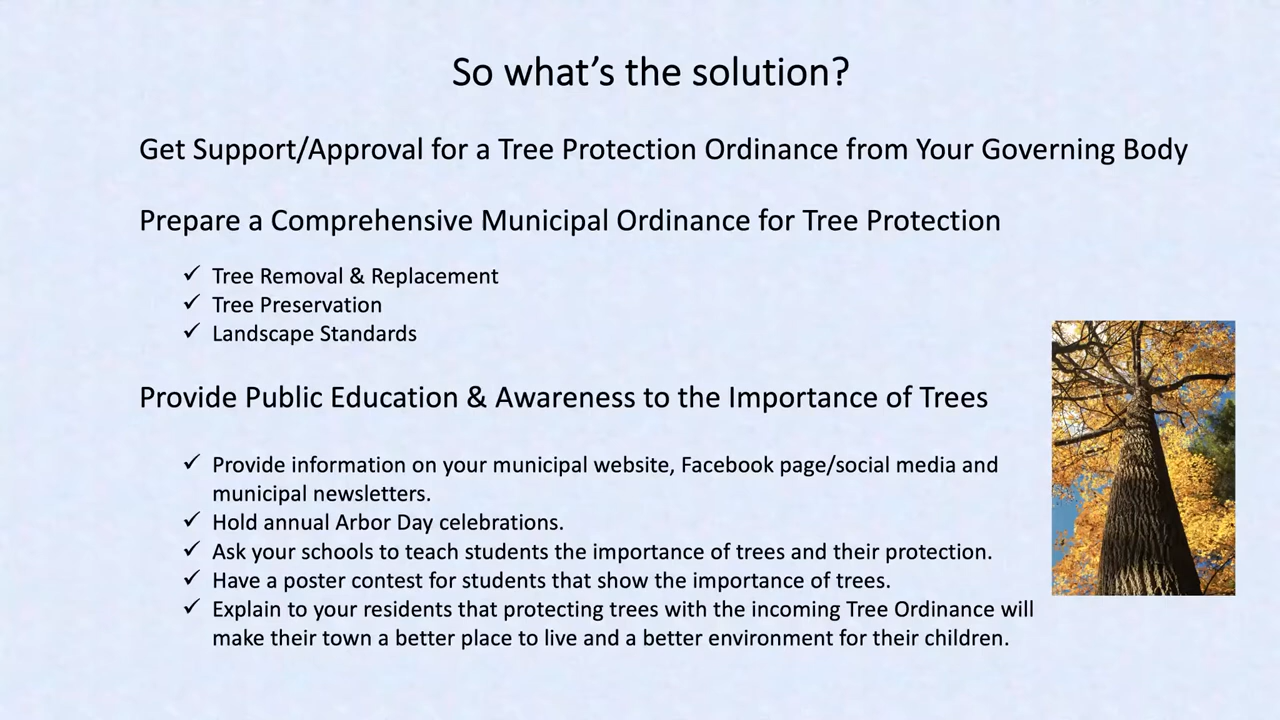 So what’s the solution?
Get Support/Approval for a Tree Protection Ordinance from Your Governing Body
Prepare a Comprehensive Municipal Ordinance for Tree Protection
✓ Tree Removal & Replacement
✓ Tree Preservation
✓ Landscape Standards
Provide Public Education & Awareness to the Importance of Trees
✓ Provide information on your municipal website, Facebook page/social media and
municipal newsletters.
✓ Hold annual Arbor Day celebrations.
✓ Ask your schools to teach students the importance of trees and their protection.
✓ Have a poster contest for students that show the importance of trees.
✓ Explain to your residents that protecting trees with the incoming Tree Ordinance will
make their town a better place to live and a better environment for their children.